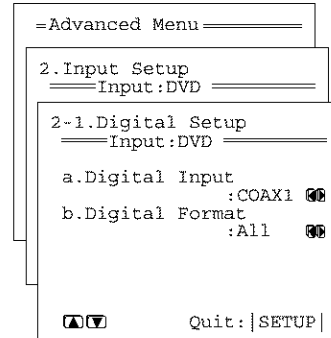 =Advanced Menu
2.Input Setup
Input:DVD
2-1.Digital Setup
Input:DVD
a.Digital Input
:COAX1
b.Digital Format
:All
Quit:|SETUP|